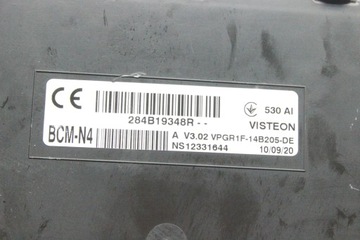 CE 530 AI
284B19348R-- VISTEON
BCM-N4 A V3.02 VPGR1F-14B205-DE
NS12331644 10.09/20